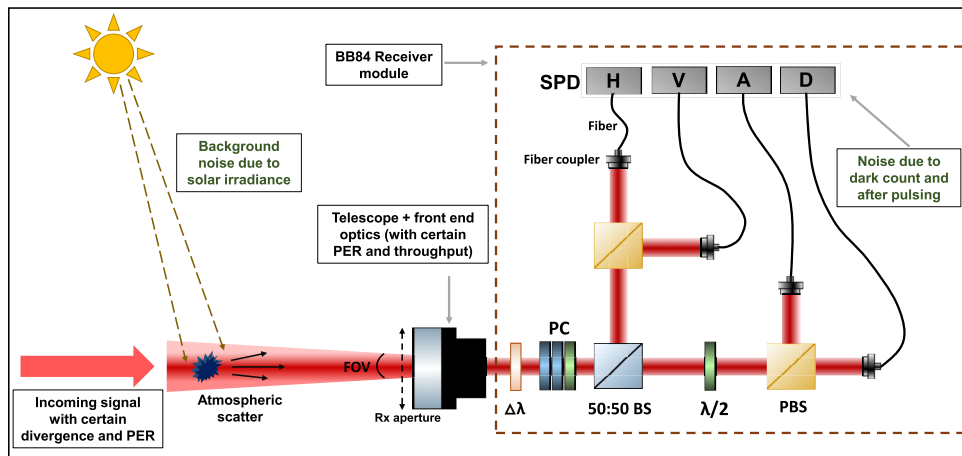 BB84 Receiver
module
SPD
H
V
A
D
Fiber
Fiber coupler
Background
noise due to
solar irradiance
Noise due to
dark count and
after pulsing
Telescope + front end
optics (with certain
PER and throughput)
PC
FOV
Atmospheric
scatter
Rx aperture
Δλ
50:50 BS
λ/2
PBS
Incoming signal
with certain
divergence and PER